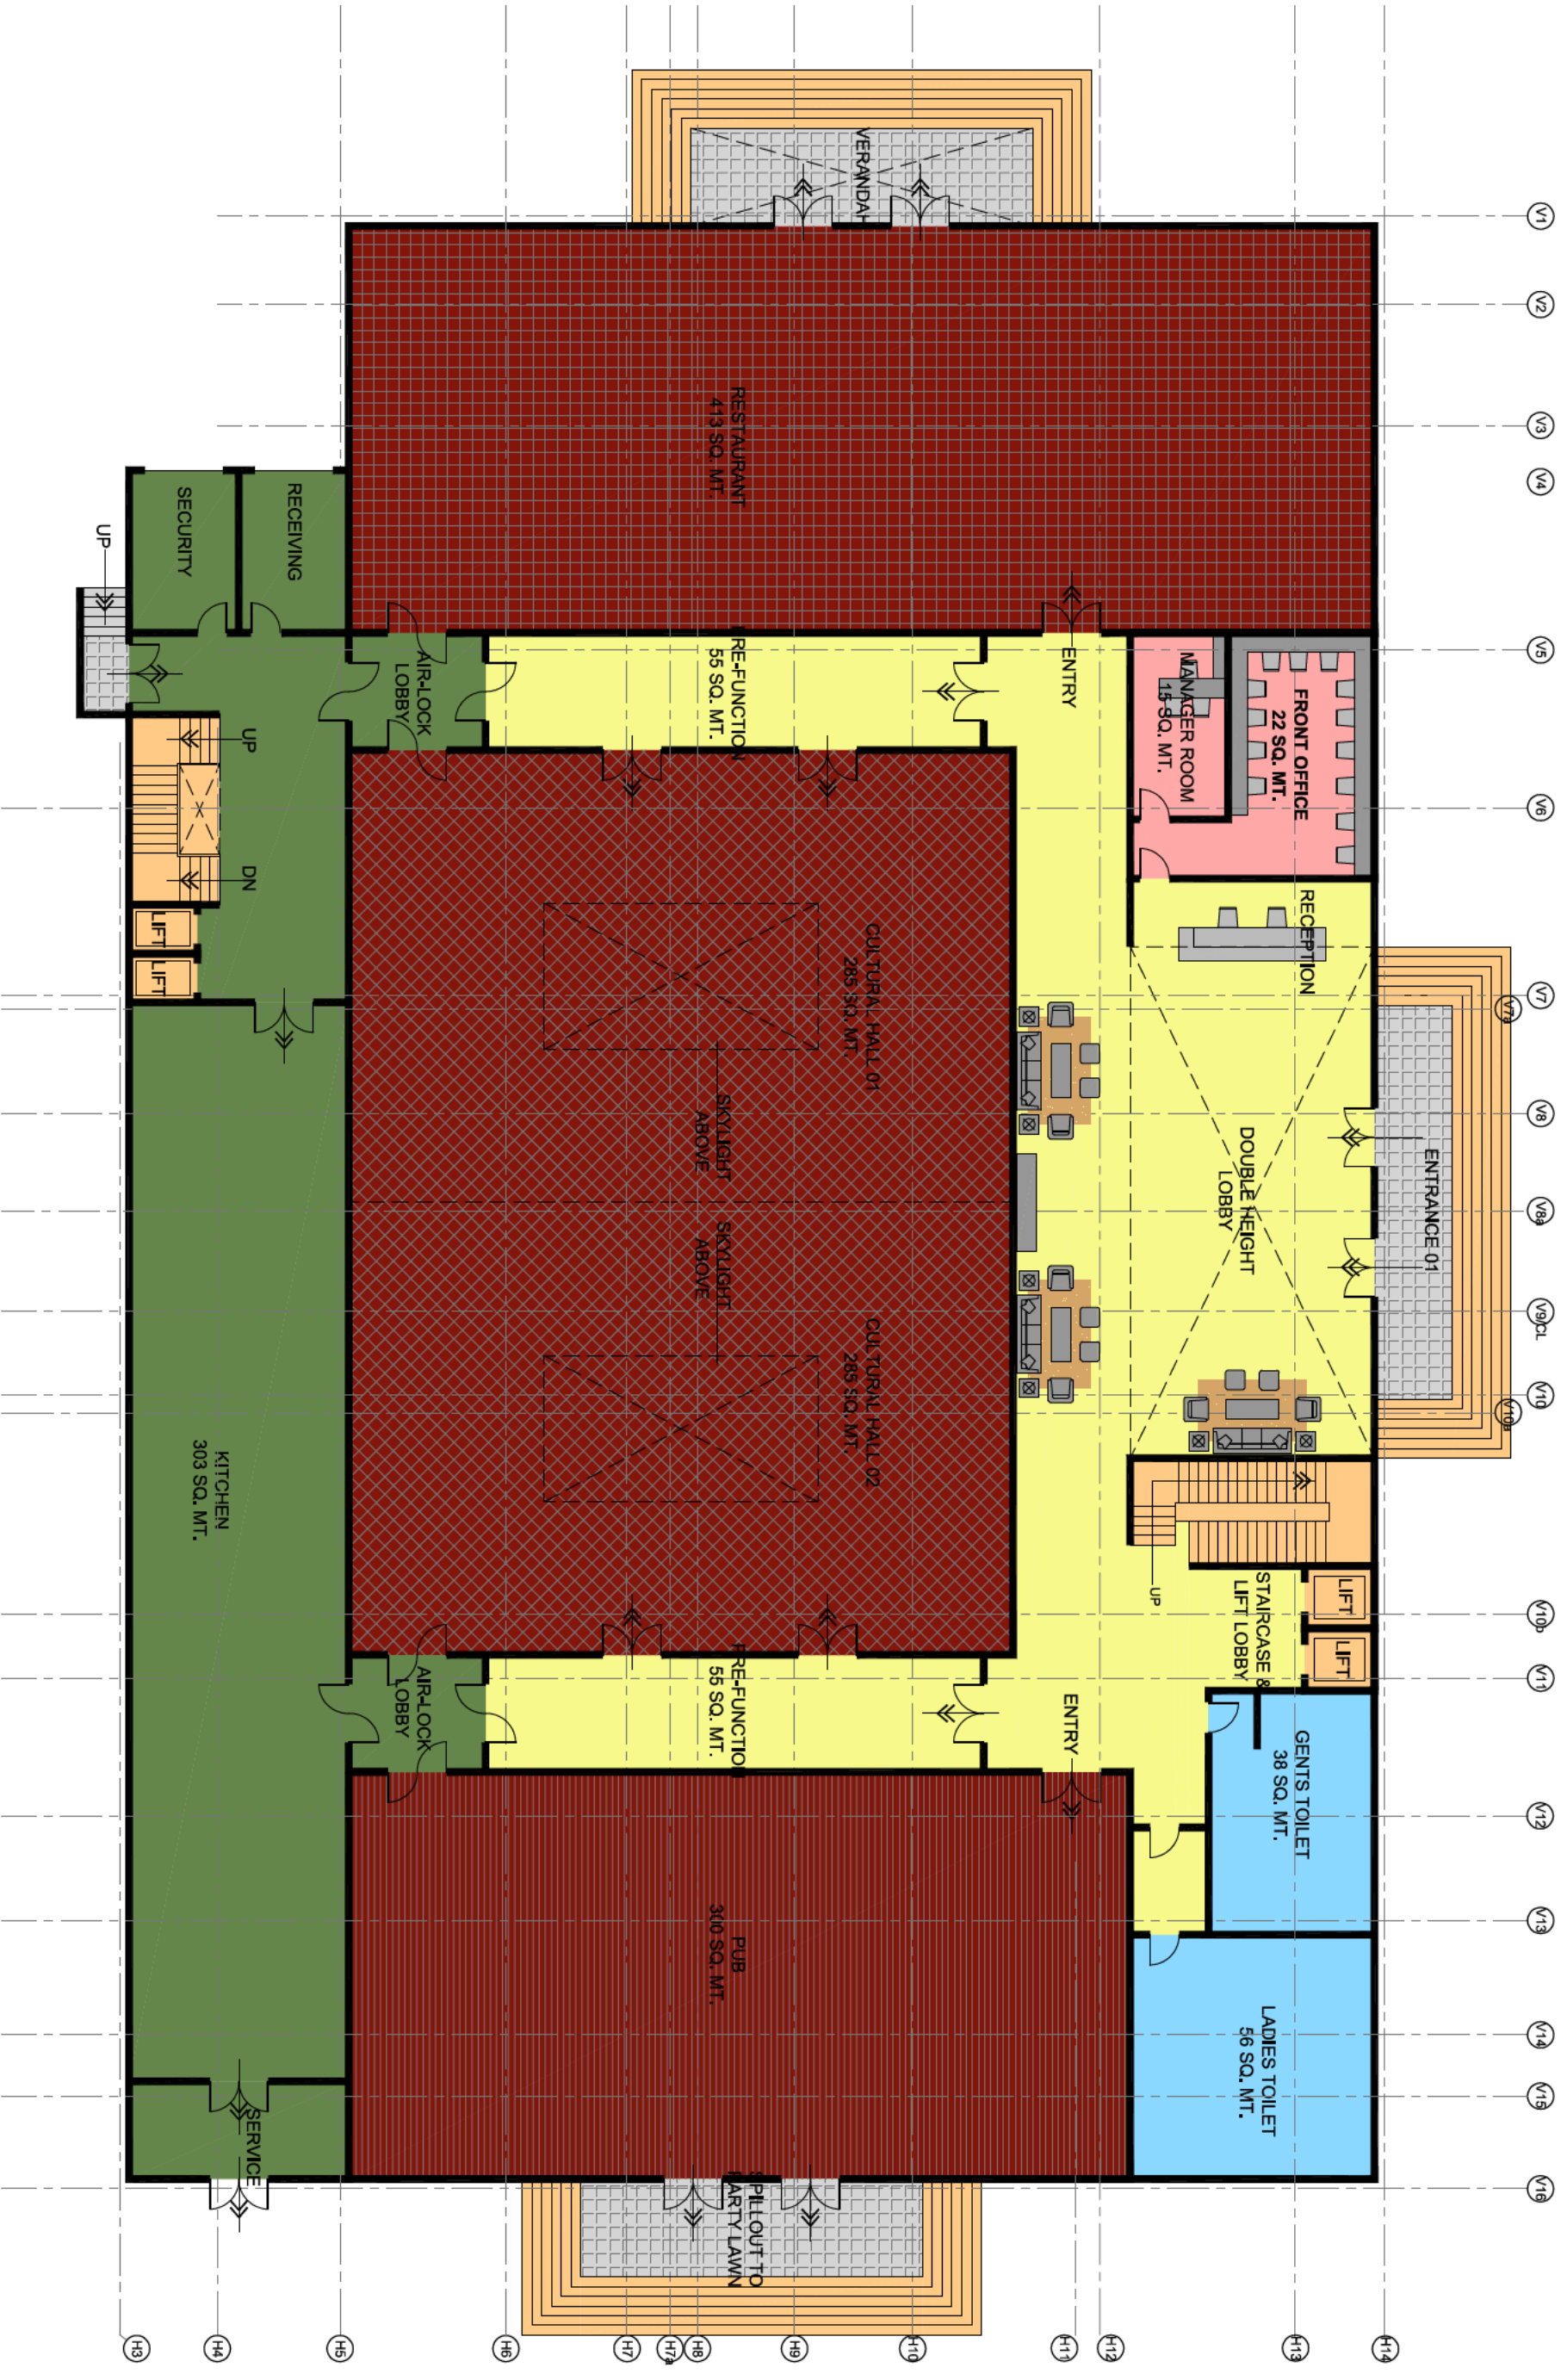 V1
V2
V3
V4
V5
V6
V7
V7a
V8
V8a
V9/CL
V10
V10a
V10b
V11
V12
V13
V14
V15
V16
H14
H13
H12
H11
H10
H9
H8
H7a
H7
H6
H5
H4
H3
VERANDAH
RESTAURANT
413 SQ. MT.
SECURITY
RECEIVING
UP
AIR-LOCK
LOBBY
PRE-FUNCTION
55 SQ. MT.
ENTRY
MANAGER ROOM
15 SQ. MT.
FRONT OFFICE
22 SQ. MT.
UP
DN
LIFT
LIFT
RECEPTION
CULTURAL HALL 01
285 SQ. MT.
SKYLIGHT
ABOVE
SKYLIGHT
ABOVE
CULTURAL HALL 02
285 SQ. MT.
DOUBLE HEIGHT
LOBBY
ENTRANCE 01
KITCHEN
303 SQ. MT.
UP
STAIRCASE &
LIFT LOBBY
LIFT
LIFT
AIR-LOCK
LOBBY
PRE-FUNCTION
55 SQ. MT.
ENTRY
GENTS TOILET
38 SQ. MT.
PUB
300 SQ. MT.
LADIES TOILET
56 SQ. MT.
SERVICE
SPILLOUT TO
PARTY LAWN